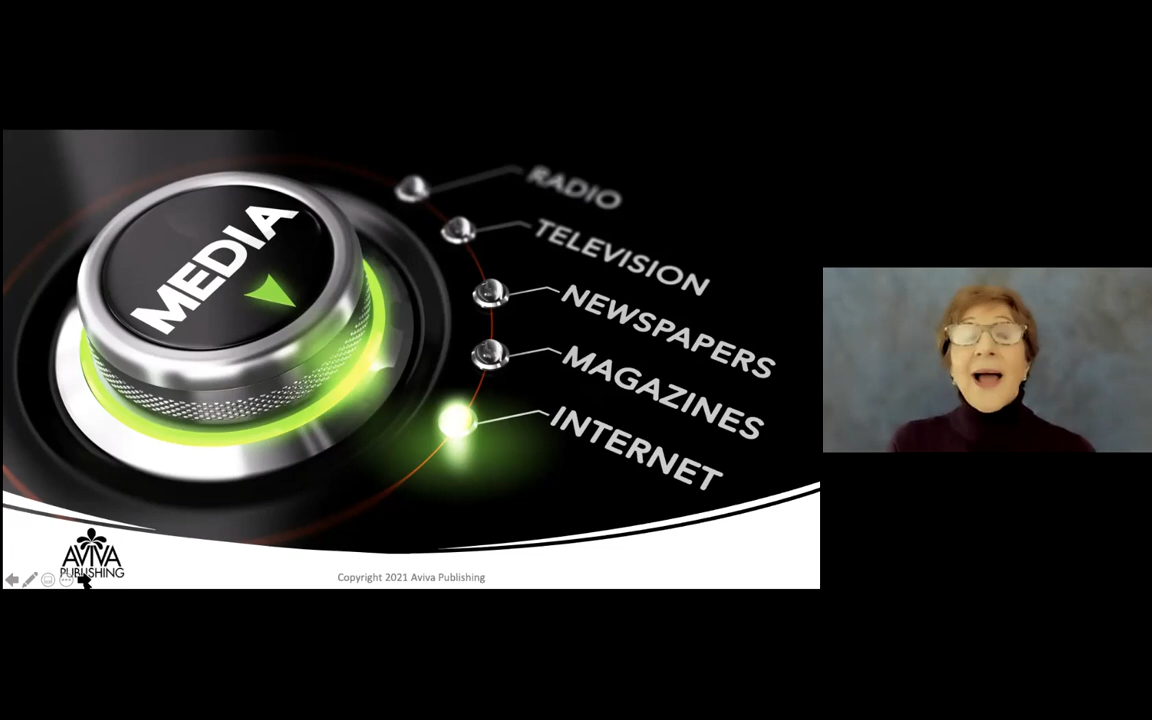 MEDIA
RADIO
TELEVISION
NEWSPAPERS
MAGAZINES
INTERNET
AVIVA
PUBLISHING
Copyright 2021 Aviva Publishing